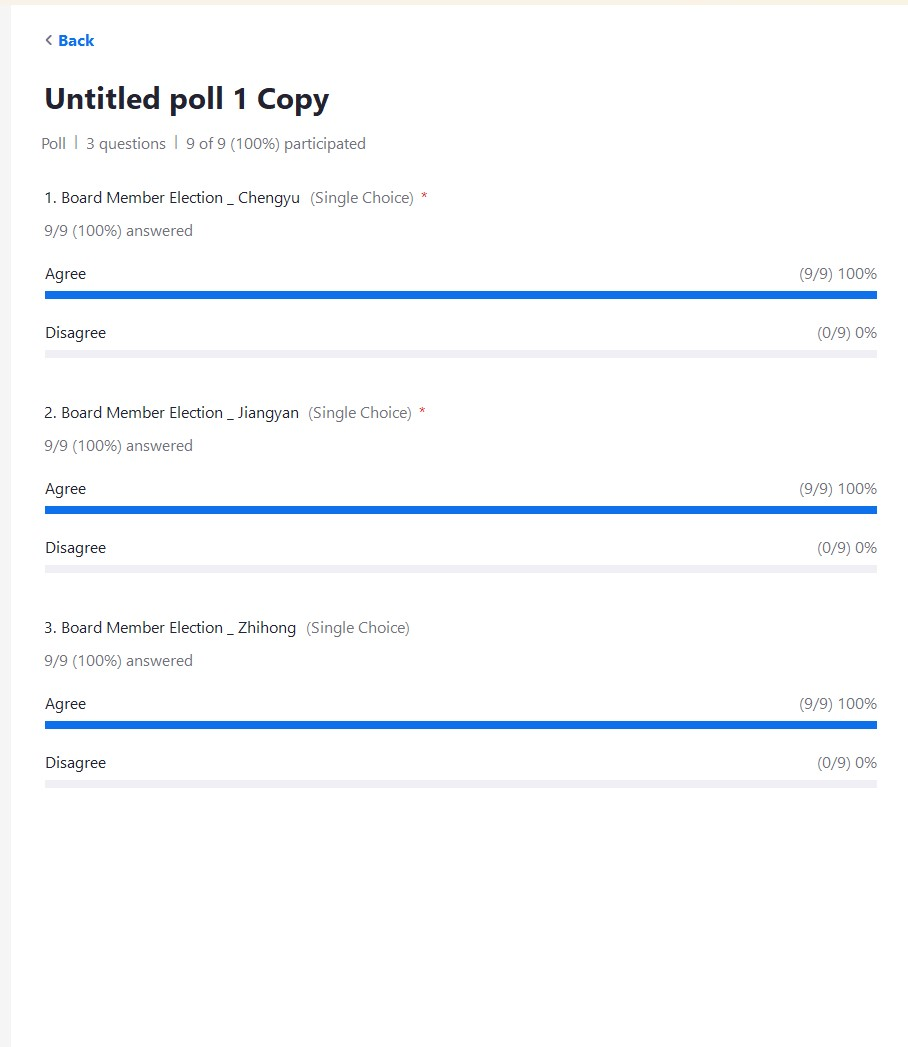 Back
Untitled poll 1 Copy
Poll | 3 questions | 9 of 9 (100%) participated
1. Board Member Election _ Chengyu (Single Choice) *
9/9 (100%) answered
Agree (9/9) 100%
Disagree (0/9) 0%
2. Board Member Election _ Jiangyan (Single Choice) *
9/9 (100%) answered
Agree (9/9) 100%
Disagree (0/9) 0%
3. Board Member Election _ Zhihong (Single Choice)
9/9 (100%) answered
Agree (9/9) 100%
Disagree (0/9) 0%